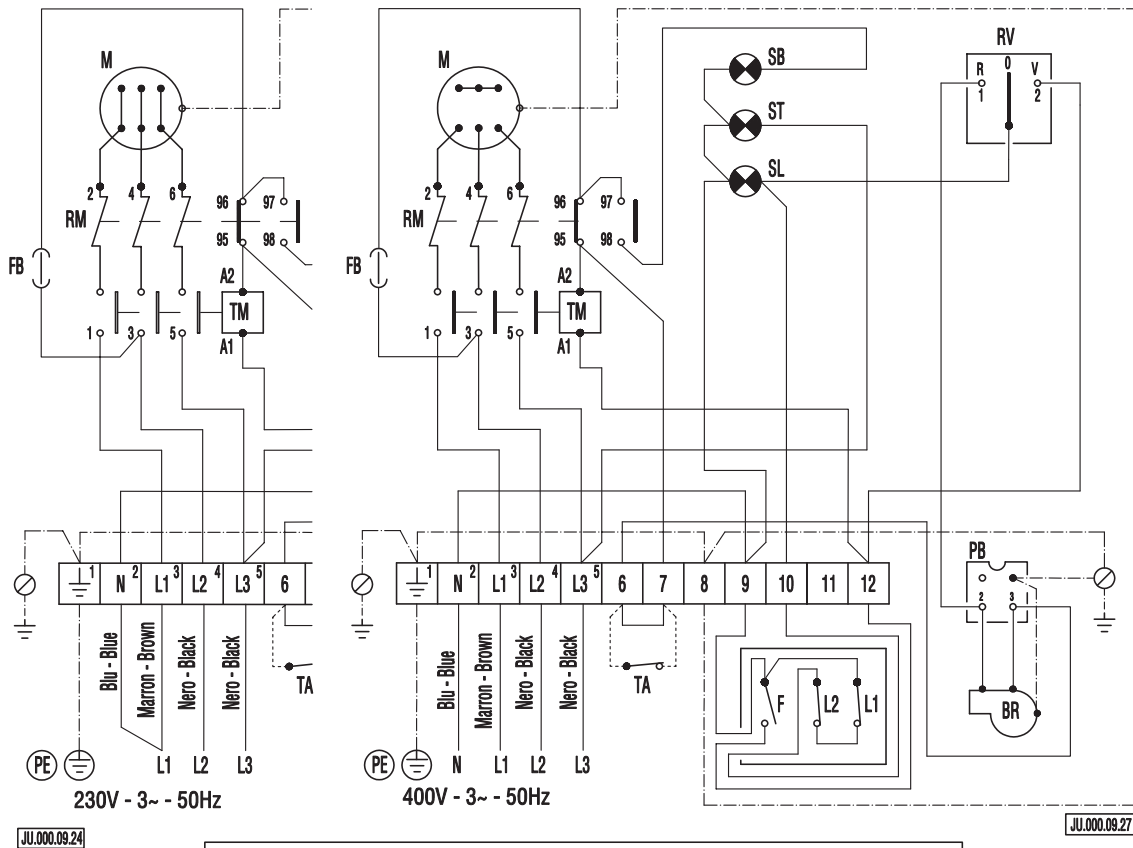 M
M
SB
ST
SL
RV
R 0 V
1 2
2 4 6
RM
96 97
95 98
FB
A2
TM
A1
1 3 5
2 4 6
RM
96 97
95 98
FB
A2
TM
A1
1 3 5
1 N 2 L1 3 L2 4 L3 5 6
1 N 2 L1 3 L2 4 L3 5 6 7 8 9 10 11 12
PB
2 3
BR
Blu - Blue
Marron - Brown
Nero - Black
Nero - Black
TA
Blu - Blue
Marron - Brown
Nero - Black
Nero - Black
TA
F L2 L1
PE L1 L2 L3
230V - 3~ - 50Hz
PE N L1 L2 L3
400V - 3~ - 50Hz
JU.000.09.24
JU.000.09.27